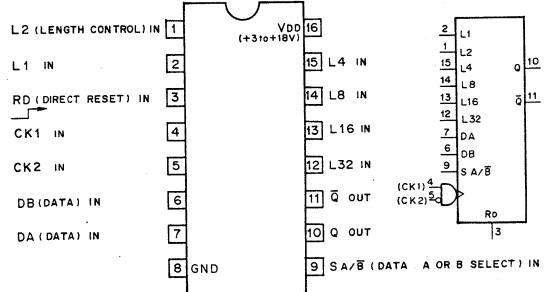 L2 (LENGTH CONTROL) IN 1
L1 IN 2
RD (DIRECT RESET) IN 3
CK1 IN 4
CK2 IN 5
DB (DATA) IN 6
DA (DATA) IN 7
8 GND
VDD 16
(+3to+18V)
15 L4 IN
14 L8 IN
13 L16 IN
12 L32 IN
11 Q̅ OUT
10 Q OUT
9 S A/B̅ (DATA A OR B SELECT) IN
2 L1
1 L2
15 L4
14 L8
13 L16
12 L32
7 DA
6 DB
9 S A/B̅
(CK1) 4
(CK2) 5
Q 10
Q̅ 11
RD
3